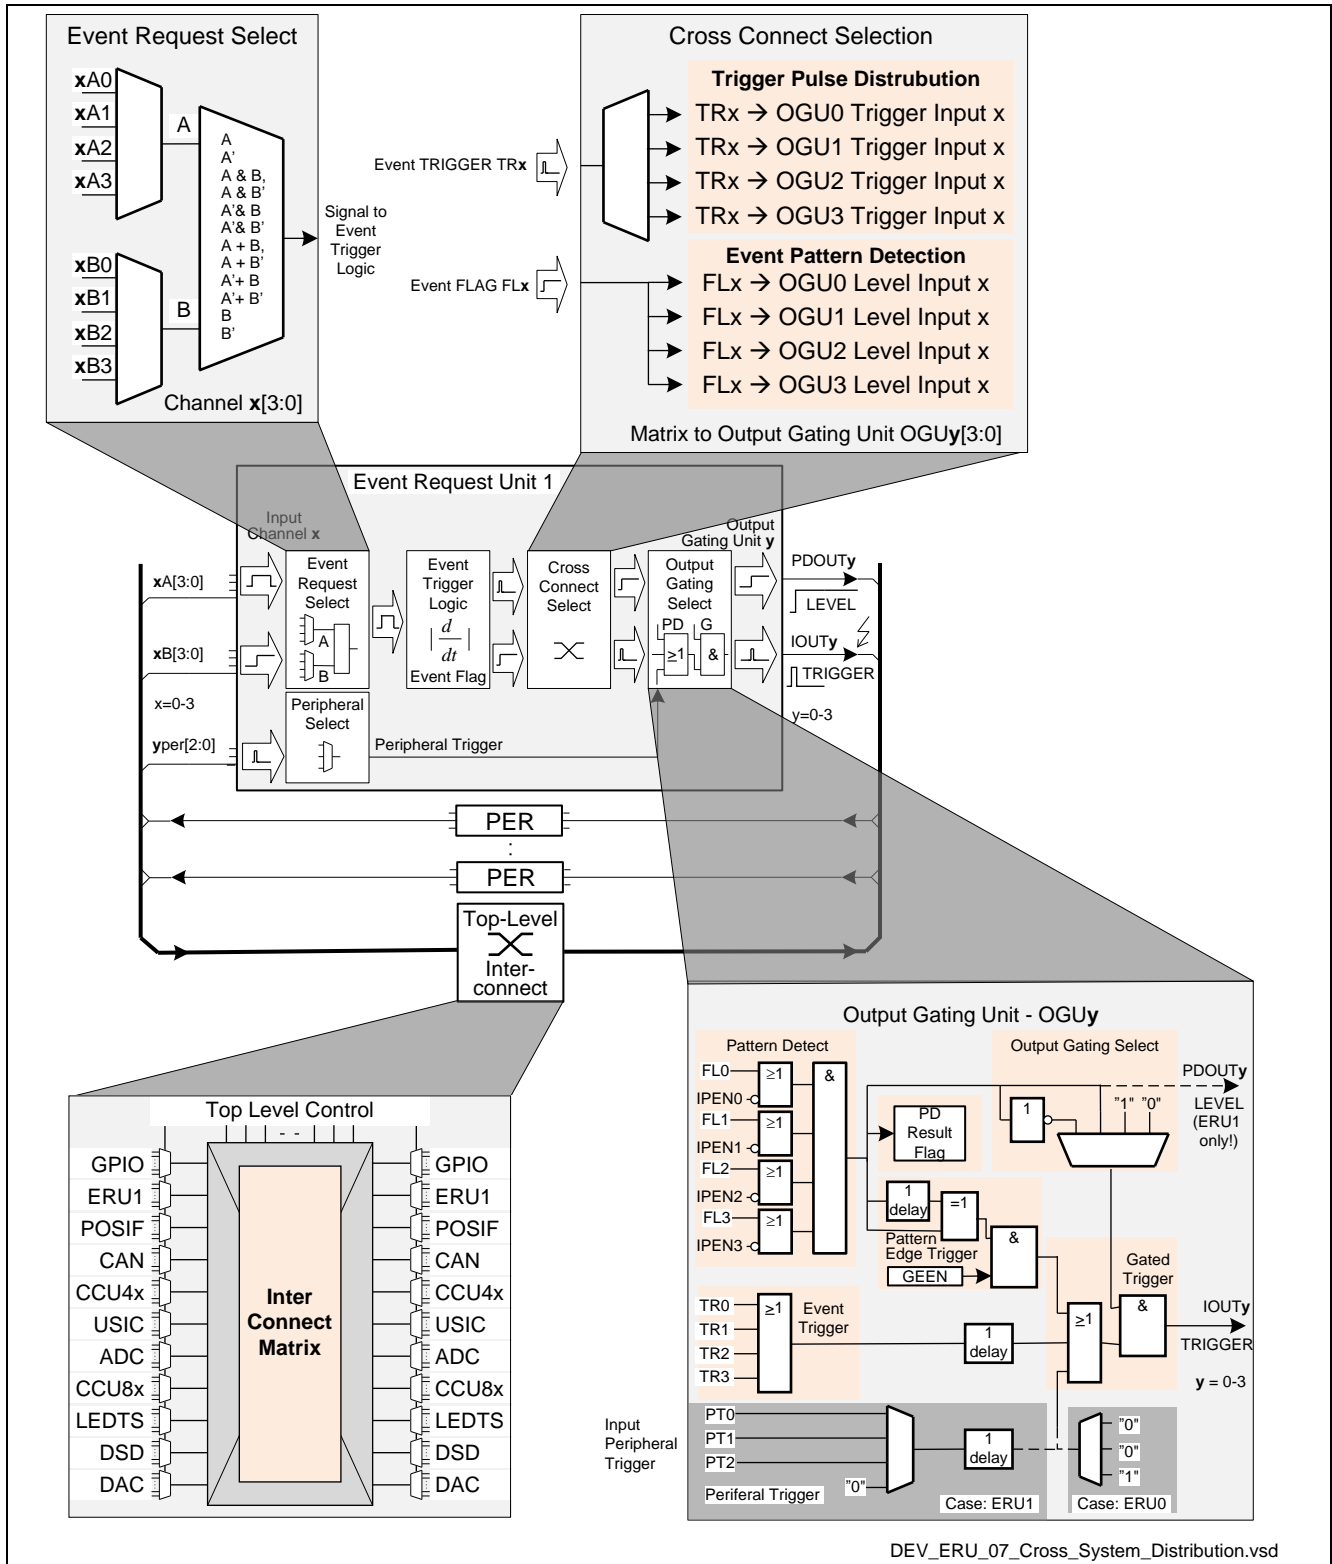 Event Request Select
xA0
xA1
xA2
xA3
A
xB0
xB1
xB2
xB3
B
A
A'
A & B,
A & B'
A'& B
A'& B'
A + B,
A + B'
A'+ B
A'+ B'
B
B'
Signal to
Event
Trigger
Logic
Channel x[3:0]
Cross Connect Selection
Trigger Pulse Distrubution
TRx → OGU0 Trigger Input x
TRx → OGU1 Trigger Input x
TRx → OGU2 Trigger Input x
TRx → OGU3 Trigger Input x
Event TRIGGER TRx
Event Pattern Detection
FLx → OGU0 Level Input x
FLx → OGU1 Level Input x
FLx → OGU2 Level Input x
FLx → OGU3 Level Input x
Event FLAG FLx
Matrix to Output Gating Unit OGUy[3:0]
Event Request Unit 1
Input
Channel x
Output
Gating Unit y
xA[3:0]
xB[3:0]
x=0-3
yper[2:0]
Event
Request
Select
A
B
Event
Trigger
Logic
| d
dt |
Event Flag
Cross
Connect
Select
Output
Gating
Select
PD G
≥1 &
PDOUTy
LEVEL
IOUTy
TRIGGER
y=0-3
Peripheral
Select
Peripheral Trigger
PER
:
PER
Top-Level
Inter-
connect
Top Level Control
- -
GPIO
ERU1
POSIF
CAN
CCU4x
USIC
ADC
CCU8x
LEDTS
DSD
DAC
Inter
Connect
Matrix
GPIO
ERU1
POSIF
CAN
CCU4x
USIC
ADC
CCU8x
LEDTS
DSD
DAC
Output Gating Unit - OGUy
Pattern Detect
FL0
IPEN0
FL1
IPEN1
FL2
IPEN2
FL3
IPEN3
≥1
≥1
≥1
≥1
&
PD
Result
Flag
Output Gating Select
1
"1" "0"
PDOUTy
LEVEL
(ERU1
only!)
1
delay
=1
Pattern
Edge Trigger
GEEN
&
TR0
TR1
TR2
TR3
≥1
Event
Trigger
1
delay
≥1
Gated
Trigger
&
IOUTy
TRIGGER
y = 0-3
Input
Peripheral
Trigger
PT0
PT1
PT2
Periferal Trigger
"0"
1
delay
Case: ERU1
"0"
"0"
"1"
Case: ERU0
DEV_ERU_07_Cross_System_Distribution.vsd